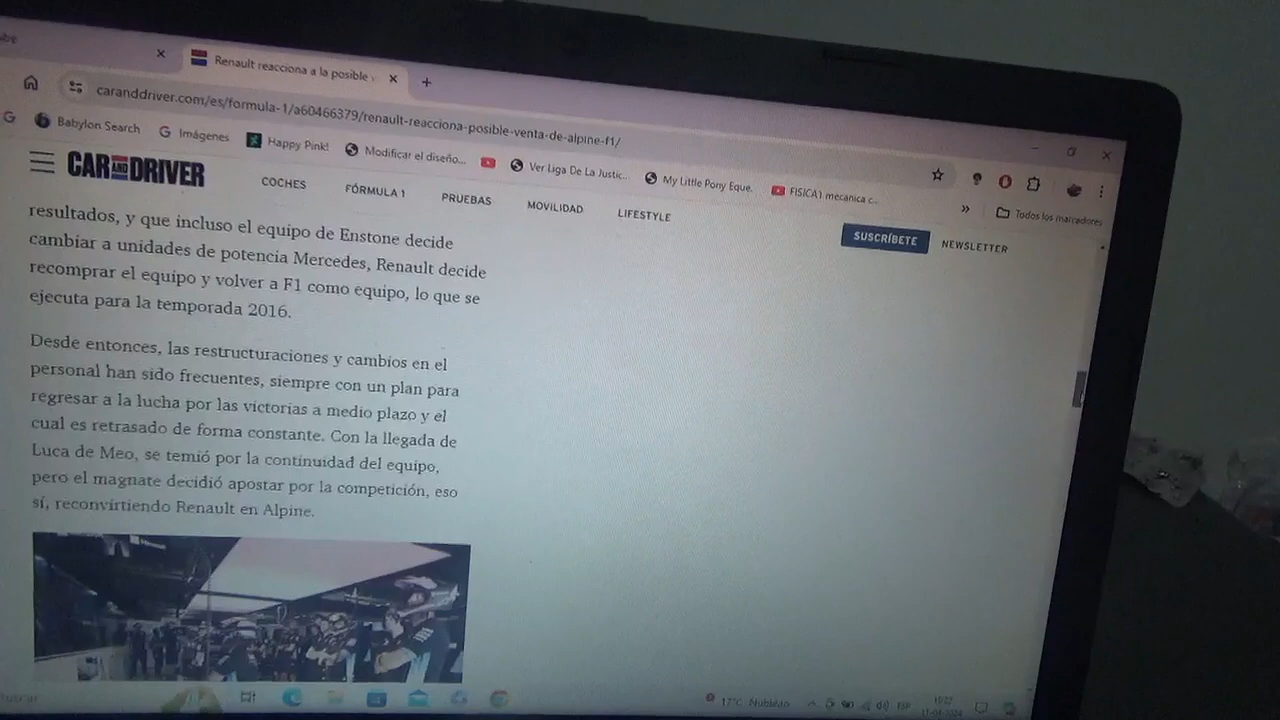 Renault reacciona a la posible
caranddriver.com/es/formula-1/a60466379/renault-reacciona-posible-venta-de-alpine-f1/
Babylon Search
Imágenes
Happy Pink!
Modificar el diseño...
Ver Liga De La Justic...
My Little Pony Eque.
FISICA1 mecanica c...
Todos los marcadores
CAR AND DRIVER
COCHES
FÓRMULA 1
PRUEBAS
MOVILIDAD
LIFESTYLE
SUSCRÍBETE
NEWSLETTER
resultados, y que incluso el equipo de Enstone decide
cambiar a unidades de potencia Mercedes, Renault decide
recomprar el equipo y volver a F1 como equipo, lo que se
ejecuta para la temporada 2016.
Desde entonces, las restructuraciones y cambios en el
personal han sido frecuentes, siempre con un plan para
regresar a la lucha por las victorias a medio plazo y el
cual es retrasado de forma constante. Con la llegada de
Luca de Meo, se temió por la continuidad del equipo,
pero el magnate decidió apostar por la competición, eso
sí, reconvirtiendo Renault en Alpine.
17°C Nublado
ESP